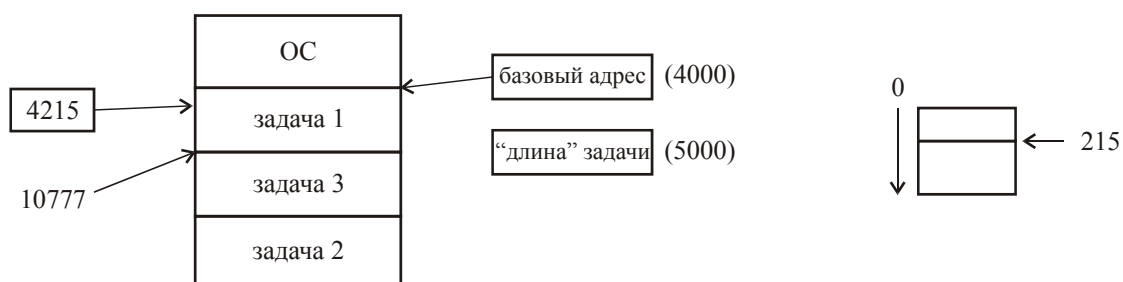 ОС
базовый адрес (4000)
0
4215
задача 1
“длина” задачи (5000)
215
10777
задача 3
задача 2